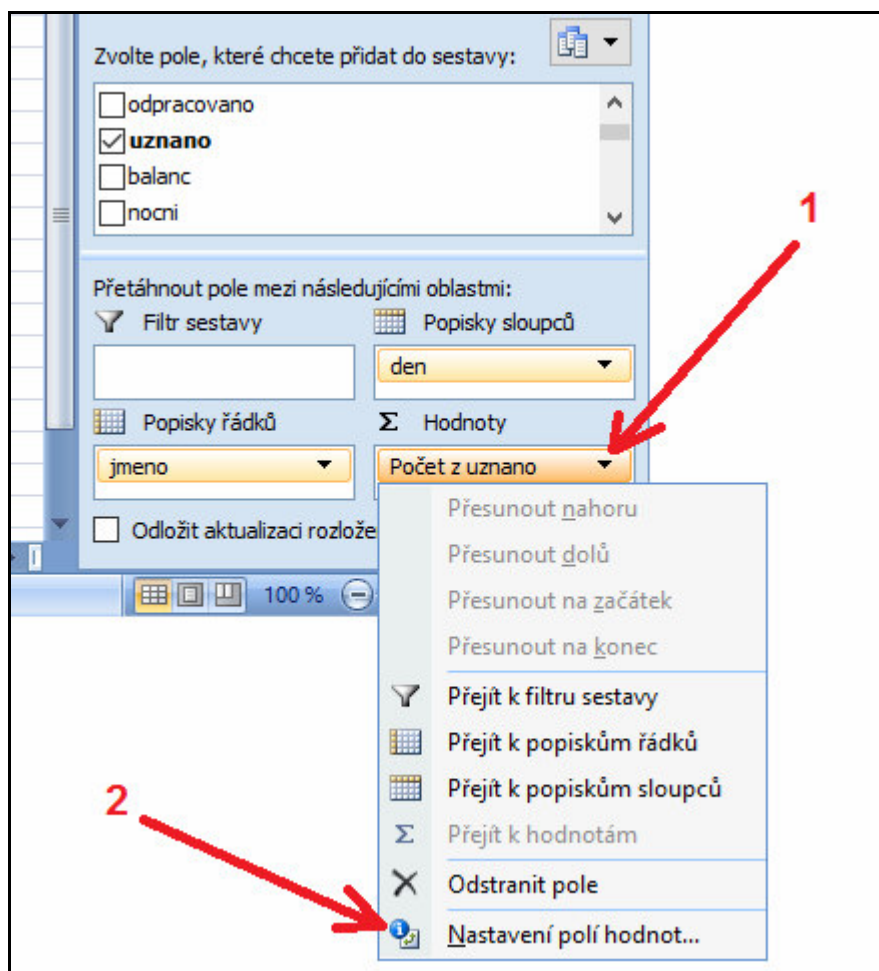 Zvolte pole, které chcete přidat do sestavy:
odpracovano
uznano
balanc
nocni
1
Přetáhnout pole mezi následujícími oblastmi:
Filtr sestavy
Popisky sloupců
den
Popisky řádků
Σ Hodnoty
jmeno
Počet z uznano
Odložit aktualizaci rozlože
100 %
Přesunout nahoru
Přesunout dolů
Přesunout na začátek
Přesunout na konec
Přejít k filtru sestavy
Přejít k popiskům řádků
Přejít k popiskům sloupců
2
Σ Přejít k hodnotám
Odstranit pole
Nastavení polí hodnot...